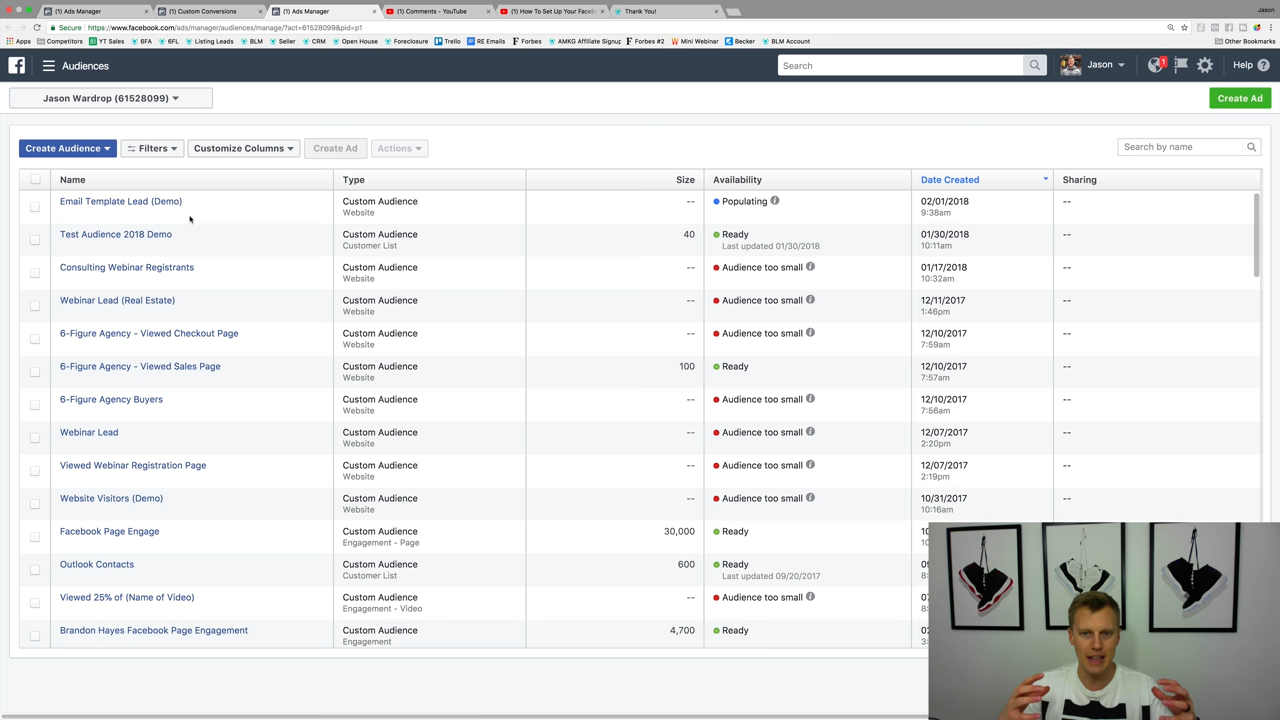 (1) Ads Manager
(1) Custom Conversions
(1) Ads Manager
(1) Comments - YouTube
(1) How To Set Up Your Faceb
Thank You!
Jason
Secure
https://www.facebook.com/ads/manager/audiences/manage/?act=61528099&pid=p1
Apps
Competitors
YT Sales
6FA
6FL
Listing Leads
BLM
Seller
CRM
Open House
Foreclosure
Trello
RE Emails
Forbes
AMKG Affiliate Signup
Forbes #2
Mini Webinar
Becker
BLM Account
Other Bookmarks
Audiences
Search
Jason
1
Help
Jason Wardrop (61528099)
Create Ad
Create Audience
Filters
Customize Columns
Create Ad
Actions
Search by name
Name
Type
Size
Availability
Date Created
Sharing
Email Template Lead (Demo)
Custom Audience
Website
--
Populating
02/01/2018
9:38am
--
Test Audience 2018 Demo
Custom Audience
Customer List
40
Ready
Last updated 01/30/2018
01/30/2018
10:11am
--
Consulting Webinar Registrants
Custom Audience
Website
--
Audience too small
01/17/2018
10:32am
--
Webinar Lead (Real Estate)
Custom Audience
Website
--
Audience too small
12/11/2017
1:46pm
--
6-Figure Agency - Viewed Checkout Page
Custom Audience
Website
--
Audience too small
12/10/2017
7:59am
--
6-Figure Agency - Viewed Sales Page
Custom Audience
Website
100
Ready
12/10/2017
7:57am
--
6-Figure Agency Buyers
Custom Audience
Website
--
Audience too small
12/10/2017
7:56am
--
Webinar Lead
Custom Audience
Website
--
Audience too small
12/07/2017
2:20pm
--
Viewed Webinar Registration Page
Custom Audience
Website
--
Audience too small
12/07/2017
2:19pm
--
Website Visitors (Demo)
Custom Audience
Website
--
Audience too small
10/31/2017
10:16am
--
Facebook Page Engage
Custom Audience
Engagement - Page
30,000
Ready
Outlook Contacts
Custom Audience
Customer List
600
Ready
Last updated 09/20/2017
Viewed 25% of (Name of Video)
Custom Audience
Engagement - Video
--
Audience too small
Brandon Hayes Facebook Page Engagement
Custom Audience
Engagement
4,700
Ready